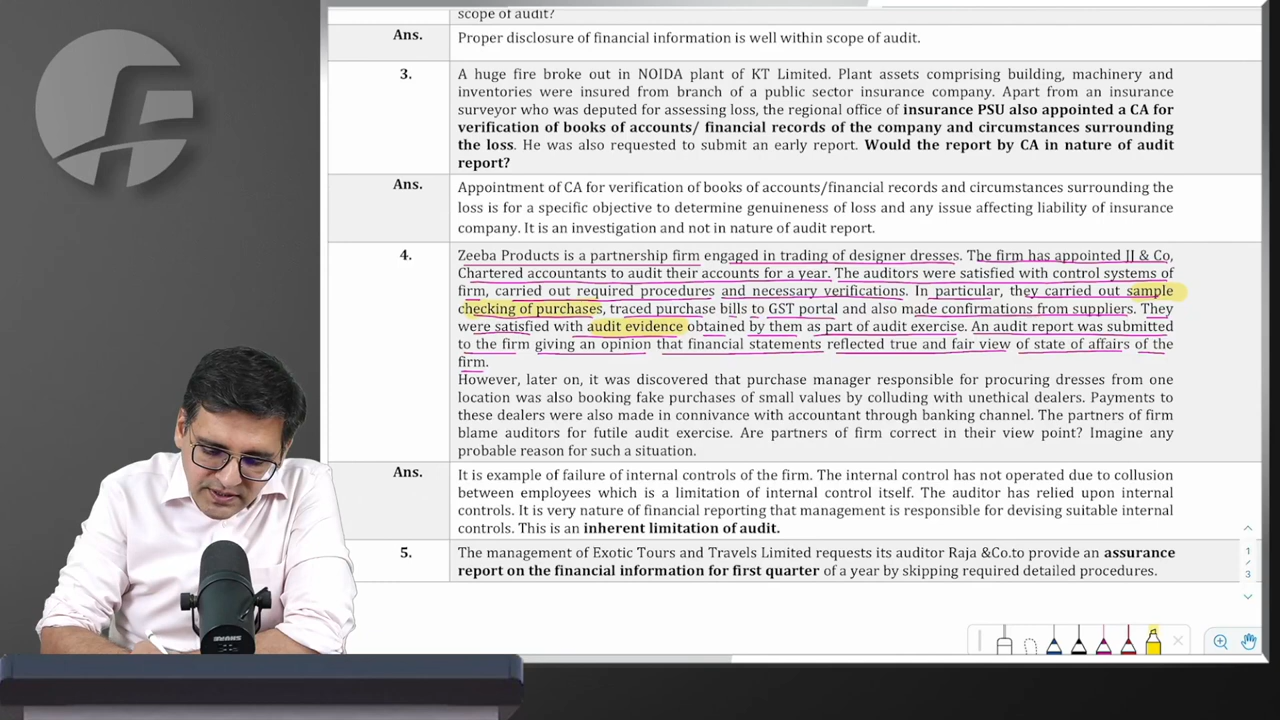 scope of audit?
Ans.
Proper disclosure of financial information is well within scope of audit.
3.
A huge fire broke out in NOIDA plant of KT Limited. Plant assets comprising building, machinery and
inventories were insured from branch of a public sector insurance company. Apart from an insurance
surveyor who was deputed for assessing loss, the regional office of insurance PSU also appointed a CA for
verification of books of accounts/ financial records of the company and circumstances surrounding
the loss. He was also requested to submit an early report. Would the report by CA in nature of audit
report?
Ans.
Appointment of CA for verification of books of accounts/financial records and circumstances surrounding the
loss is for a specific objective to determine genuineness of loss and any issue affecting liability of insurance
company. It is an investigation and not in nature of audit report.
4.
Zeeba Products is a partnership firm engaged in trading of designer dresses. The firm has appointed JJ & Co,
Chartered accountants to audit their accounts for a year. The auditors were satisfied with control systems of
firm, carried out required procedures and necessary verifications. In particular, they carried out sample
checking of purchases, traced purchase bills to GST portal and also made confirmations from suppliers. They
were satisfied with audit evidence obtained by them as part of audit exercise. An audit report was submitted
to the firm giving an opinion that financial statements reflected true and fair view of state of affairs of the
firm.
However, later on, it was discovered that purchase manager responsible for procuring dresses from one
location was also booking fake purchases of small values by colluding with unethical dealers. Payments to
these dealers were also made in connivance with accountant through banking channel. The partners of firm
blame auditors for futile audit exercise. Are partners of firm correct in their view point? Imagine any
probable reason for such a situation.
Ans.
It is example of failure of internal controls of the firm. The internal control has not operated due to collusion
between employees which is a limitation of internal control itself. The auditor has relied upon internal
controls. It is very nature of financial reporting that management is responsible for devising suitable internal
controls. This is an inherent limitation of audit.
5.
The management of Exotic Tours and Travels Limited requests its auditor Raja &Co.to provide an assurance
report on the financial information for first quarter of a year by skipping required detailed procedures.
1
/
3
SHURE